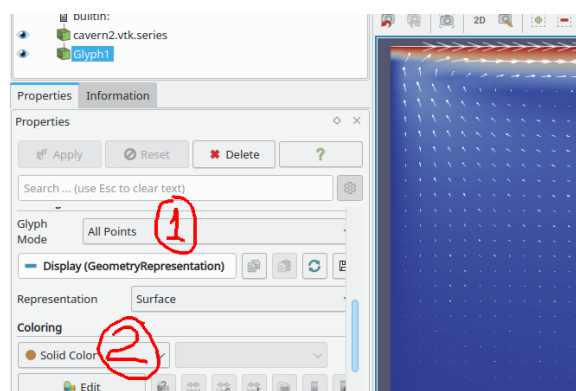 builtin:
cavern2.vtk.series
Glyph1
Properties Information
Properties
Apply Reset Delete ?
Search ... (use Esc to clear text)
Glyph Mode All Points 1
Display (GeometryRepresentation)
Representation Surface
Coloring
Solid Color 2
Edit
2D